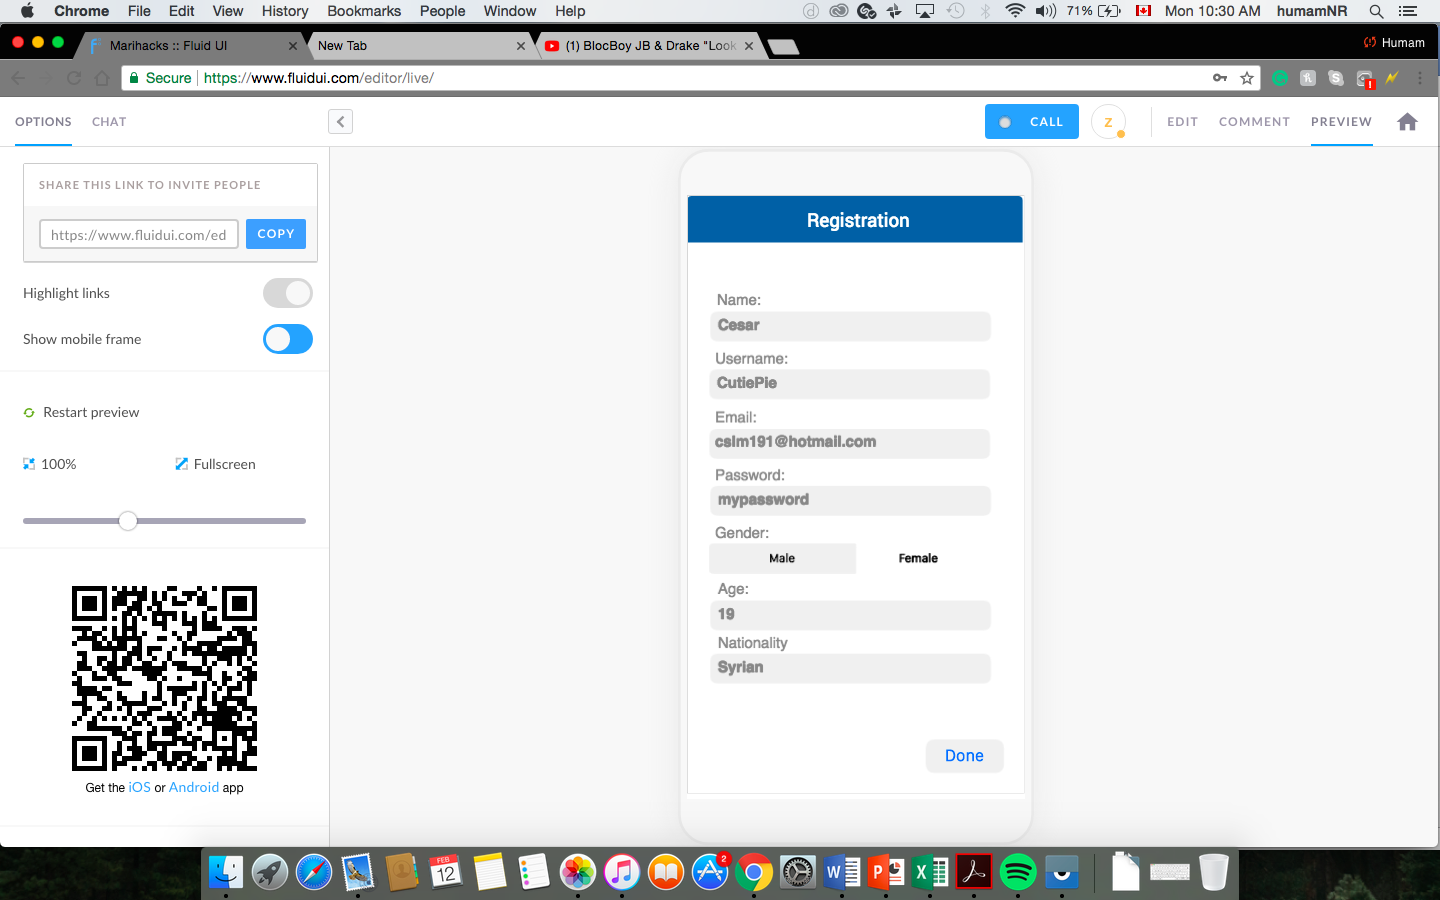 Chrome File Edit View History Bookmarks People Window Help 71% Mon 10:30 AM humamNR
Marihacks :: Fluid UI New Tab (1) BlocBoy JB & Drake "Look Humam
Secure https://www.fluidui.com/editor/live/
OPTIONS CHAT CALL Z EDIT COMMENT PREVIEW
SHARE THIS LINK TO INVITE PEOPLE
https://www.fluidui.com/ed COPY
Highlight links
Show mobile frame
Restart preview
100% Fullscreen
Get the iOS or Android app
Registration
Name:
Cesar
Username:
CutiePie
Email:
cslm191@hotmail.com
Password:
mypassword
Gender:
Male Female
Age:
19
Nationality
Syrian
Done
FEB
12
2